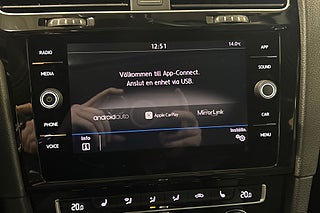 12:51
14.0°C
RADIO
APP
Välkommen till App-Connect.
Anslut en enhet via USB.
MEDIA
SOUND
androidauto
Apple CarPlay
MirrorLink
PHONE
CAR
Info
Inställn.
i
VOICE
MENU
20.0
20.0